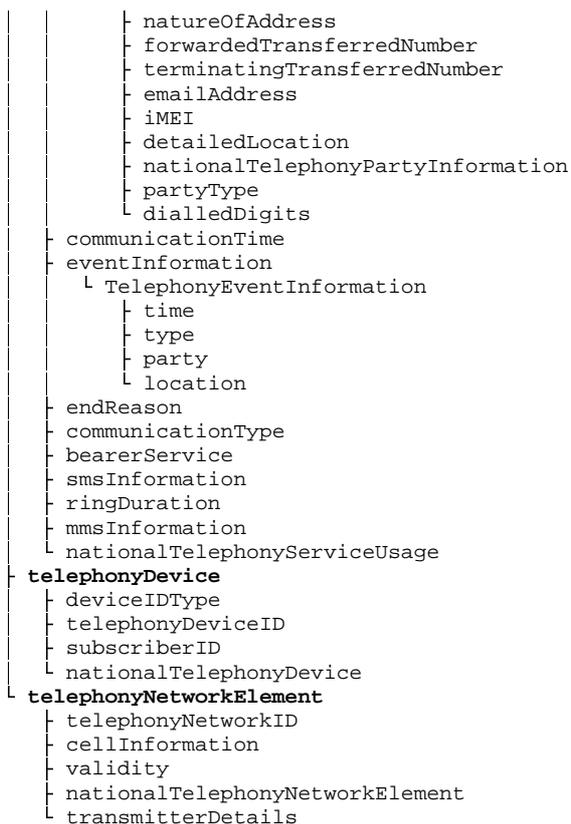 natureOfAddress
forwardedTransferredNumber
terminatingTransferredNumber
emailAddress
iMEI
detailedLocation
nationalTelephonyPartyInformation
partyType
dialledDigits
communicationTime
eventInformation
TelephonyEventInformation
time
type
party
location
endReason
communicationType
bearerService
smsInformation
ringDuration
mmsInformation
nationalTelephonyServiceUsage
telephonyDevice
deviceIDType
telephonyDeviceID
subscriberID
nationalTelephonyDevice
telephonyNetworkElement
telephonyNetworkID
cellInformation
validity
nationalTelephonyNetworkElement
transmitterDetails